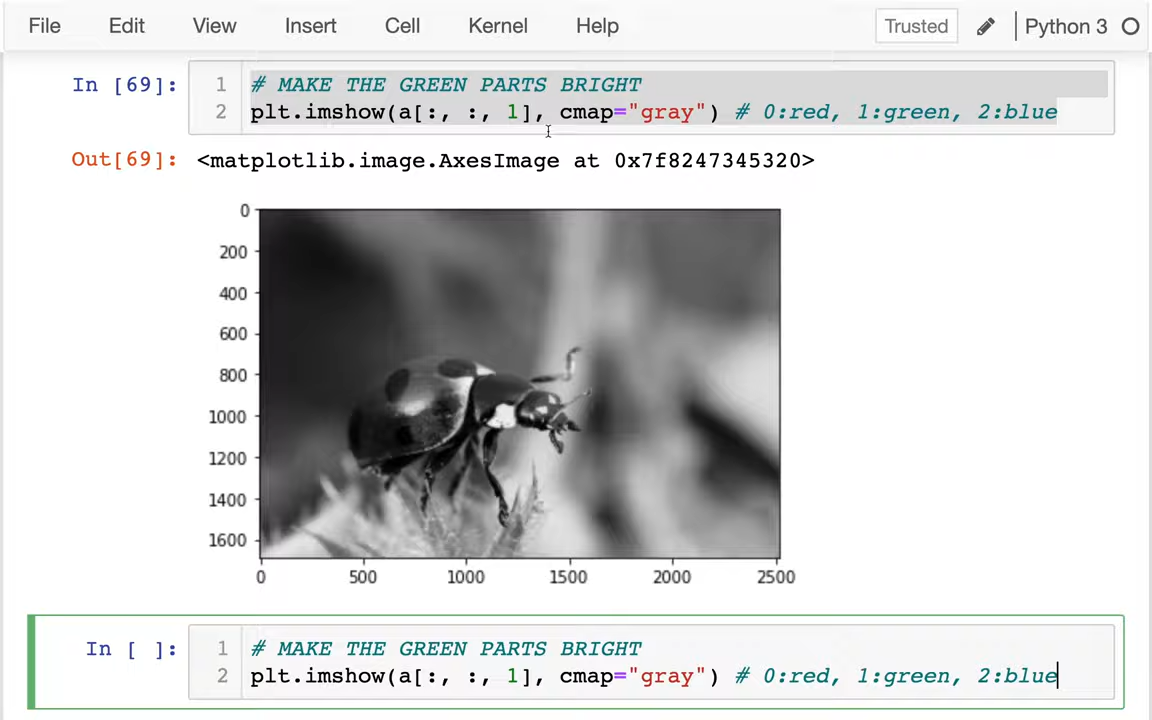 File Edit View Insert Cell Kernel Help Trusted Python 3
In [69]: 1 # MAKE THE GREEN PARTS BRIGHT
2 plt.imshow(a[:, :, 1], cmap="gray") # 0:red, 1:green, 2:blue
Out[69]: <matplotlib.image.AxesImage at 0x7f8247345320>
0
200
400
600
800
1000
1200
1400
1600
0 500 1000 1500 2000 2500
In [ ]: 1 # MAKE THE GREEN PARTS BRIGHT
2 plt.imshow(a[:, :, 1], cmap="gray") # 0:red, 1:green, 2:blue